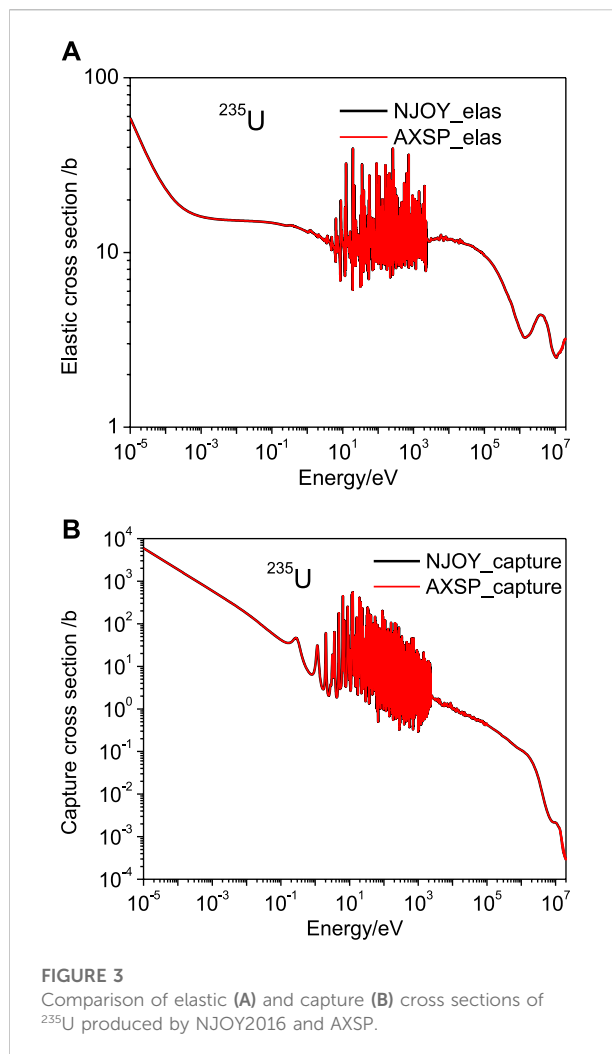 A
100
10
1
Elastic cross section /b
²³⁵U
NJOY_elas
AXSP_elas
10⁻⁵ 10⁻³ 10⁻¹ 10¹ 10³ 10⁵ 10⁷
Energy/eV
B
10⁴
10³
10²
10¹
10⁰
10⁻¹
10⁻²
10⁻³
10⁻⁴
Capture cross section /b
²³⁵U
NJOY_capture
AXSP_capture
10⁻⁵ 10⁻³ 10⁻¹ 10¹ 10³ 10⁵ 10⁷
Energy/eV
FIGURE 3
Comparison of elastic (A) and capture (B) cross sections of
²³⁵U produced by NJOY2016 and AXSP.